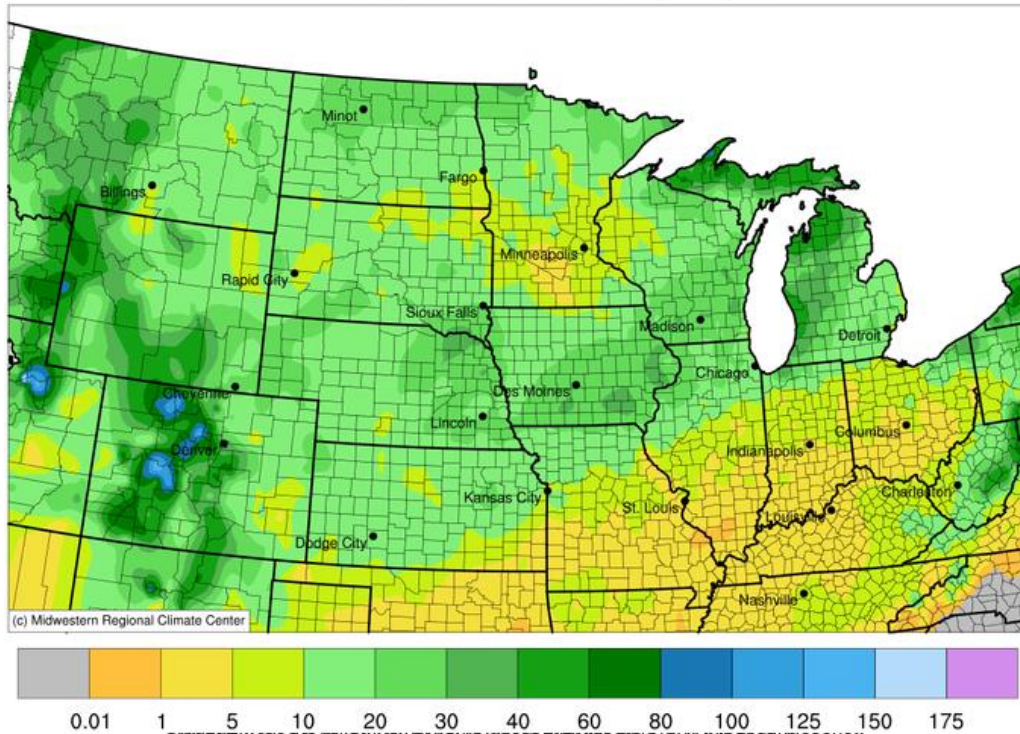 b
Minot
Fargo
Billings
Minneapolis
Rapid City
Sioux Falls
Madison
Detroit
Cheyenne
Des Moines
Chicago
Lincoln
Denver
Columbus
Indianapolis
Kansas City
St. Louis
Louisville
Charleston
Dodge City
Nashville
(c) Midwestern Regional Climate Center
0.01 1 5 10 20 30 40 60 80 100 125 150 175